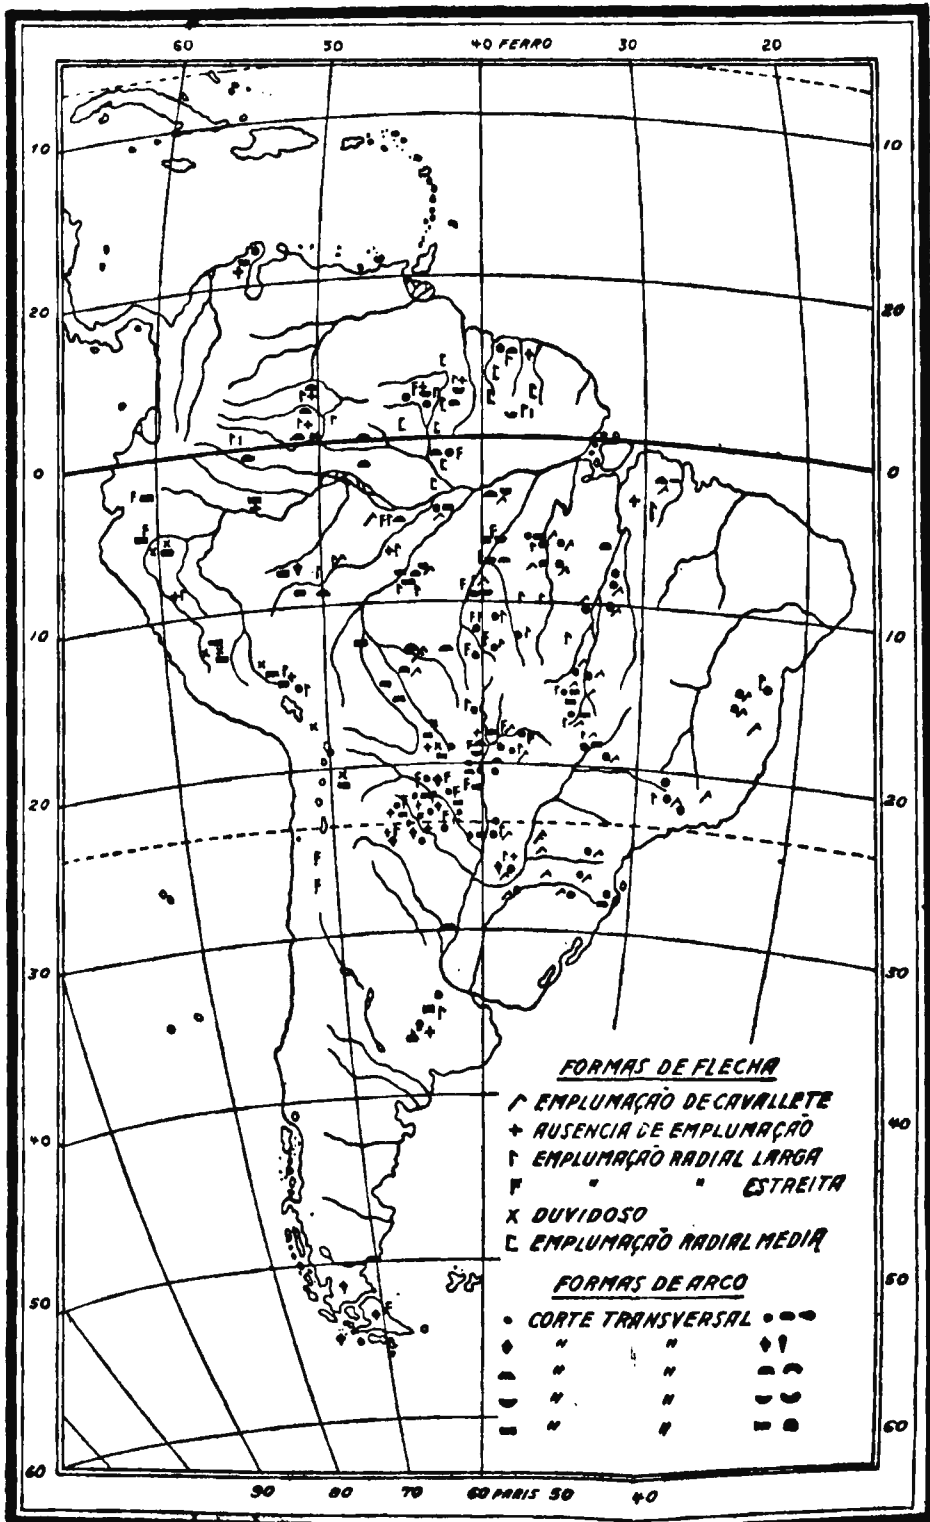 60 50 40 FERRO 30 20
10 10
20 20
0 0
10 10
20 20
30 30
FORMAS DE FLECHA
EMPLUMAÇÃO DE CAVALLETE
40 AUSENCIA DE EMPLUMAÇÃO 40
EMPLUMAÇÃO RADIAL LARGA
" " ESTREITA
DUVIDOSO
EMPLUMAÇÃO RADIAL MÉDIA
FORMAS DE ARCO
50 50
CORTE TRANSVERSAL
" "
" "
" "
" "
60 60
90 80 70 60 PARIS 50 40